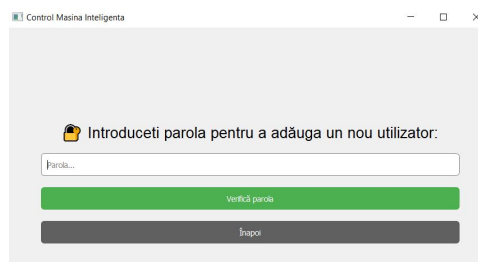 Control Masina Inteligenta
Introduceti parola pentru a adăuga un nou utilizator:
Parola...
Verifică parola
Înapoi